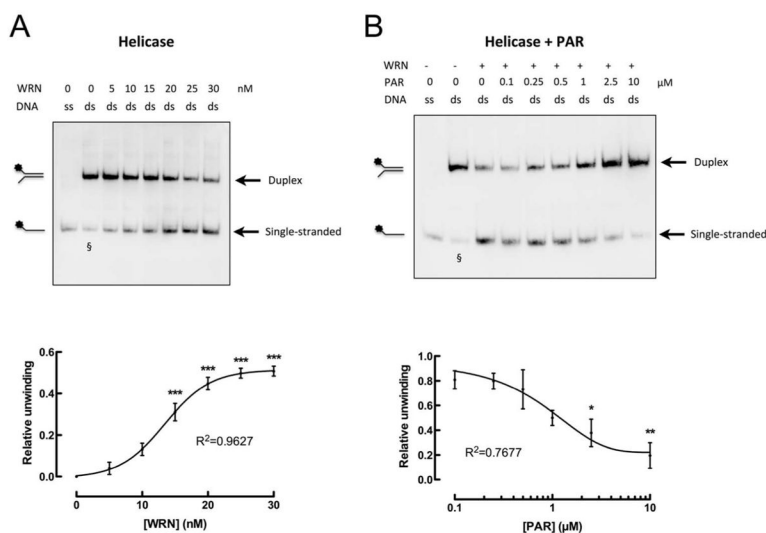 A
Helicase
WRN 0 0 5 10 15 20 25 30 nM
DNA ss ds ds ds ds ds ds ds
Duplex
Single-stranded
§
Relative unwinding
0.6
0.4
0.2
0.0
*** *** *** ***
R²=0.9627
0 10 20 30
[WRN] (nM)
B
Helicase + PAR
WRN - - + + + + + + +
PAR 0 0 0 0.1 0.25 0.5 1 2.5 10 µM
DNA ss ds ds ds ds ds ds ds ds
Duplex
Single-stranded
§
Relative unwinding
1.0
0.8
0.6
0.4
0.2
0.0
* **
R²=0.7677
0.1 1 10
[PAR] (µM)